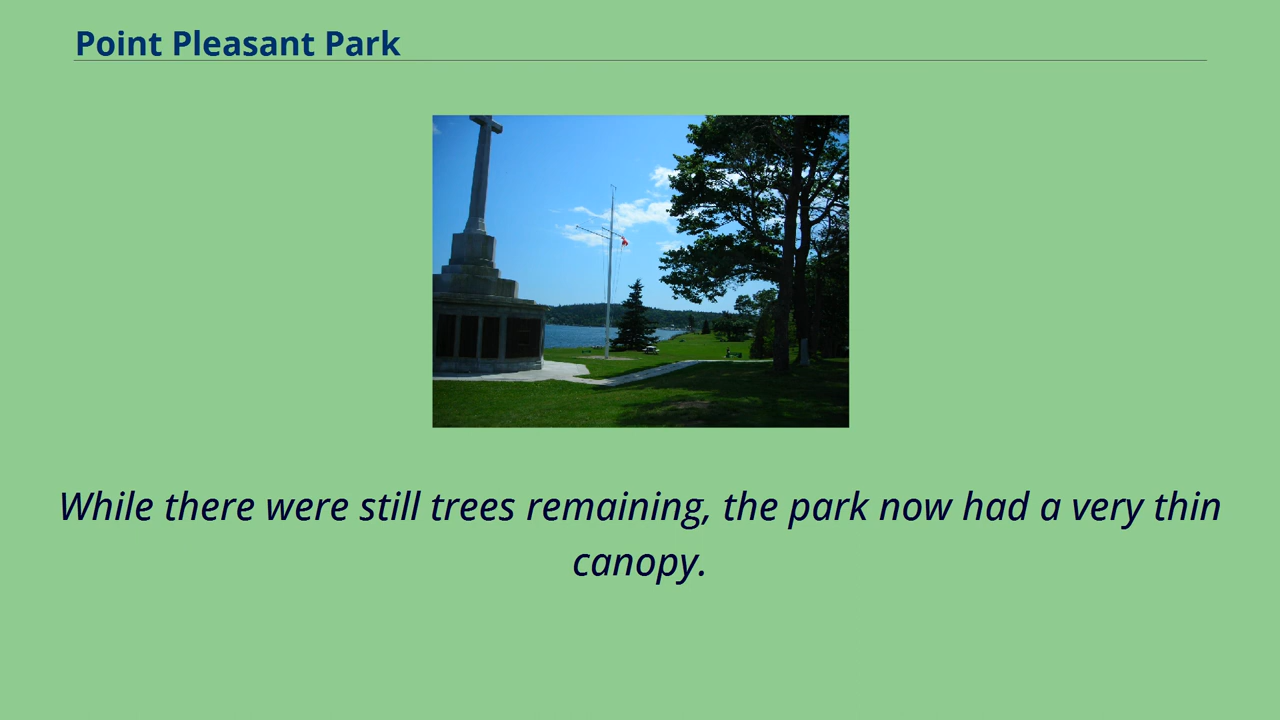 Point Pleasant Park
While there were still trees remaining, the park now had a very thin
canopy.